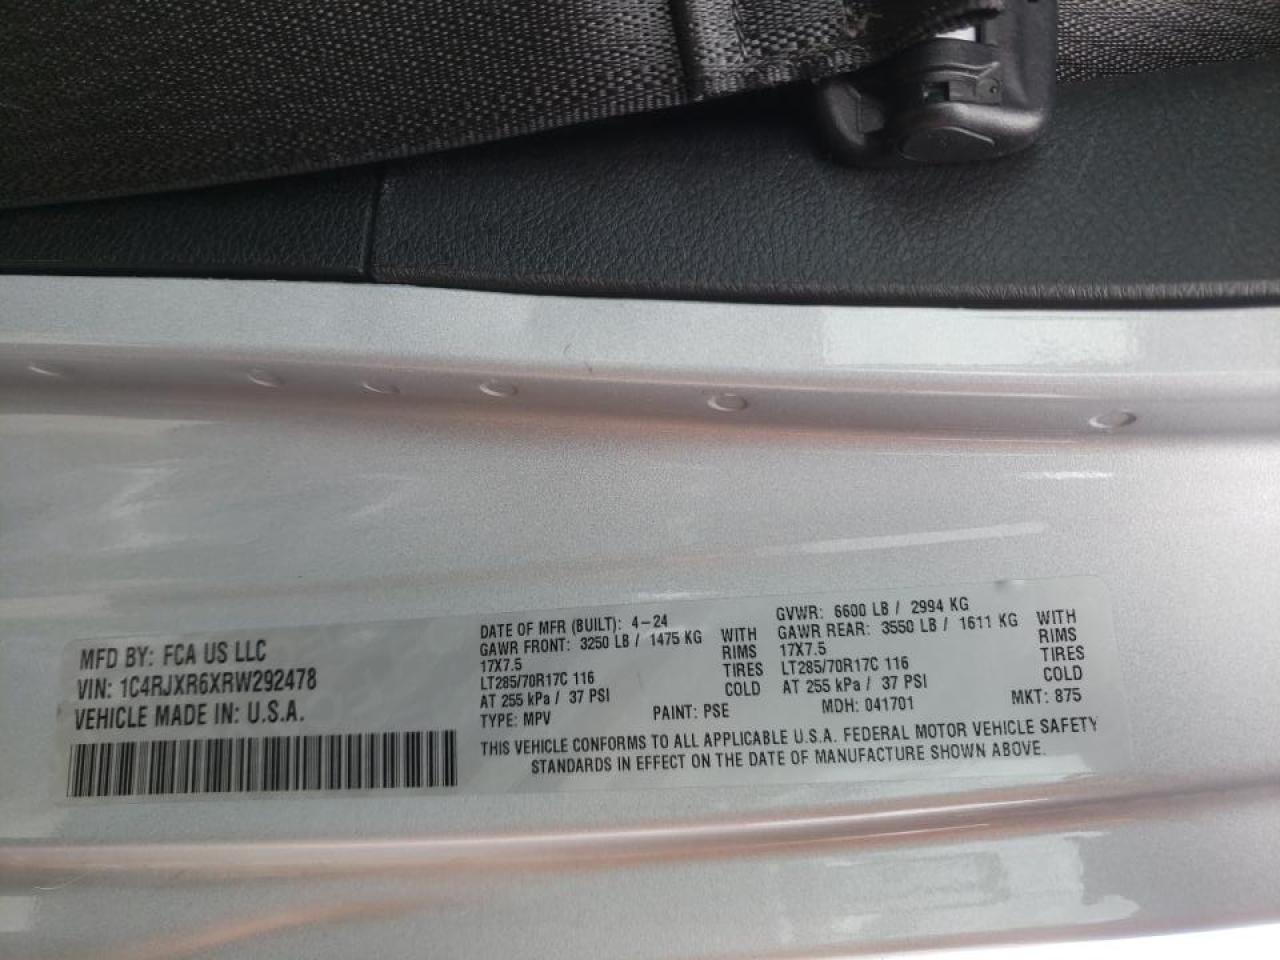 MFD BY: FCA US LLC
VIN: 1C4RJXR6XRW292478
VEHICLE MADE IN: U.S.A.
DATE OF MFR (BUILT): 4-24
GAWR FRONT: 3250 LB / 1475 KG WITH
17X7.5 RIMS
LT285/70R17C 116 TIRES
AT 255 kPa / 37 PSI COLD
TYPE: MPV PAINT: PSE
GVWR: 6600 LB / 2994 KG
GAWR REAR: 3550 LB / 1611 KG WITH
17X7.5 RIMS
LT285/70R17C 116 TIRES
AT 255 kPa / 37 PSI COLD
MDH: 041701 MKT: 875
THIS VEHICLE CONFORMS TO ALL APPLICABLE U.S.A. FEDERAL MOTOR VEHICLE SAFETY
STANDARDS IN EFFECT ON THE DATE OF MANUFACTURE SHOWN ABOVE.